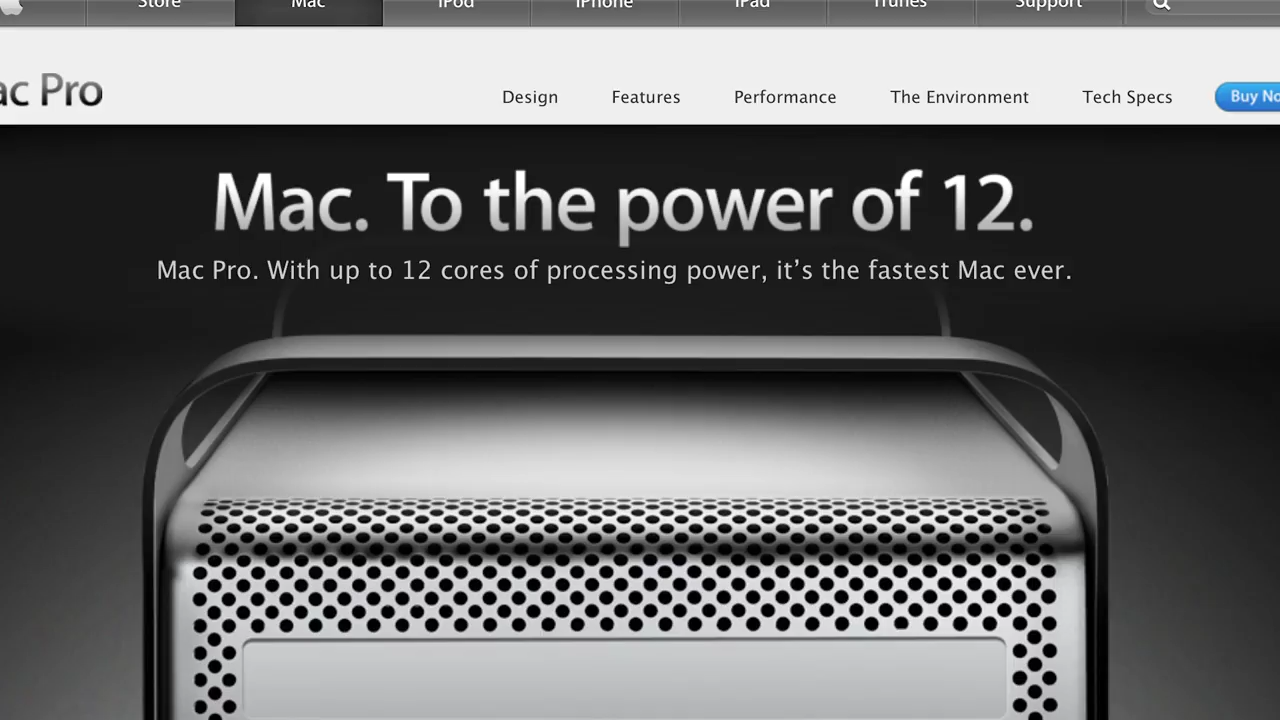 Store Mac iPod iPhone iPad iTunes Support
ac Pro
Design Features Performance The Environment Tech Specs Buy No
Mac. To the power of 12.
Mac Pro. With up to 12 cores of processing power, it’s the fastest Mac ever.